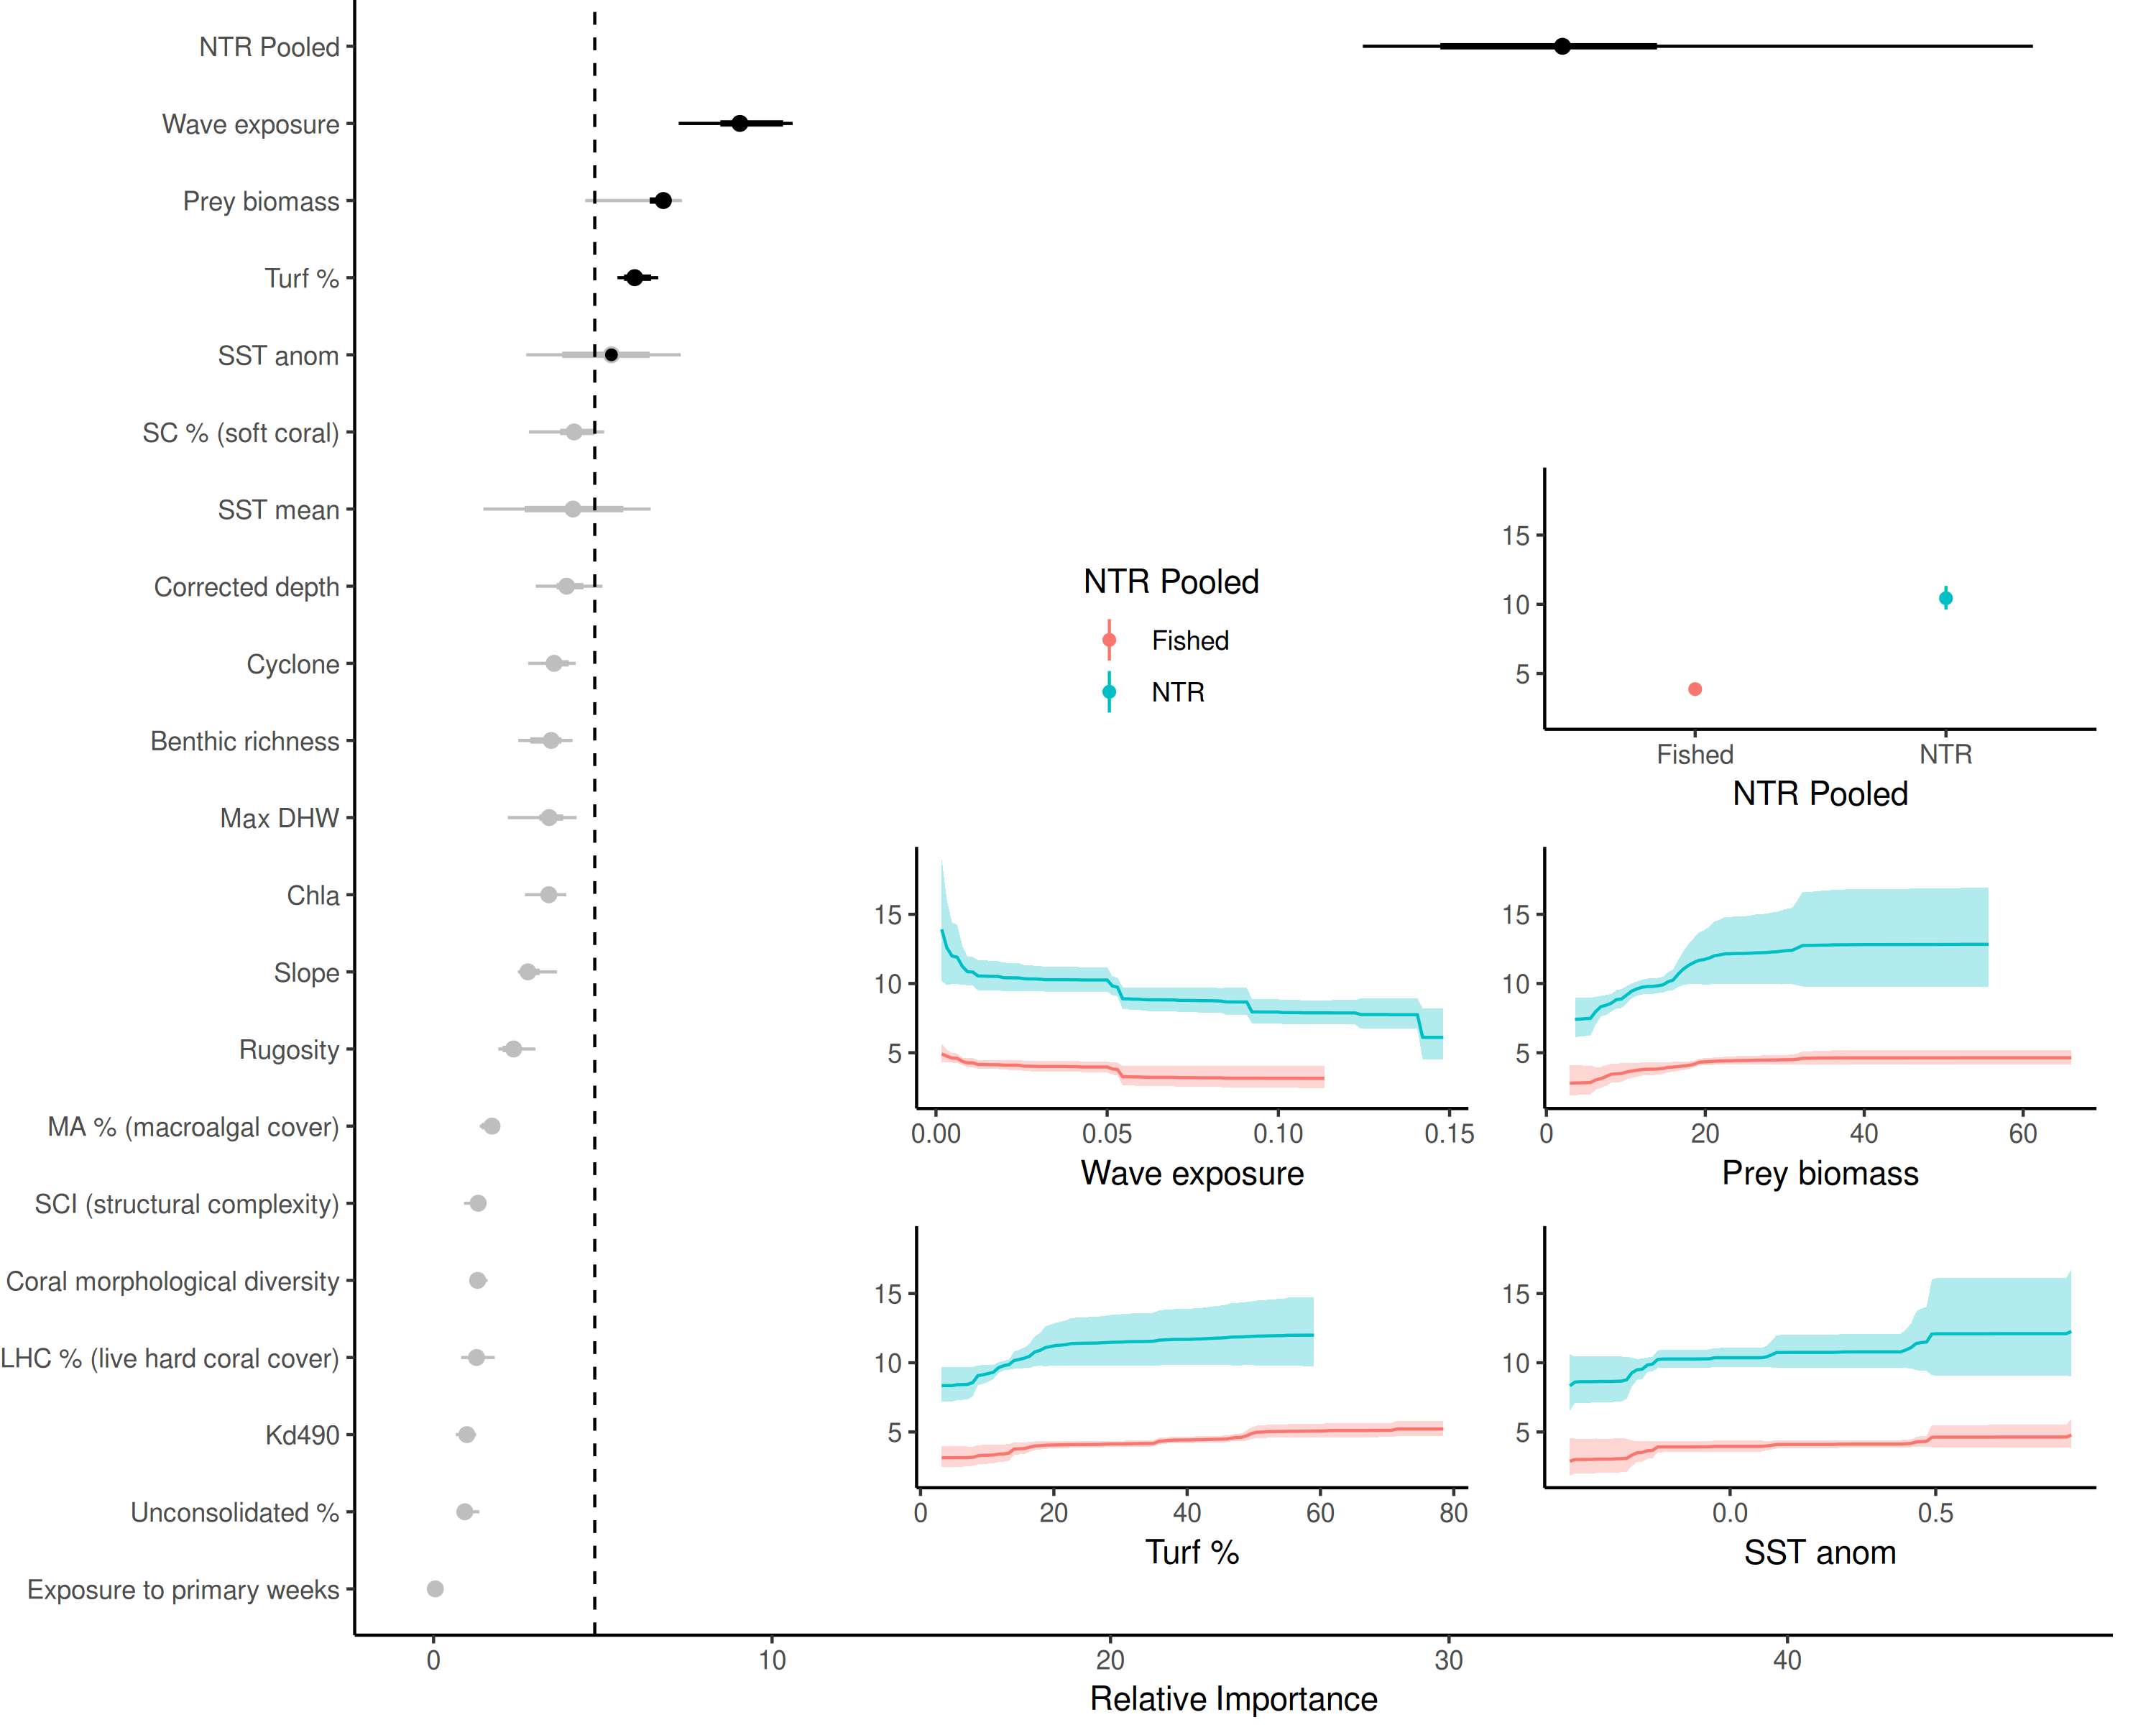 NTR Pooled
Wave exposure
Prey biomass
Turf %
SST anom
SC % (soft coral)
SST mean
Corrected depth
Cyclone
Benthic richness
Max DHW
Chla
Slope
Rugosity
MA % (macroalgal cover)
SCI (structural complexity)
Coral morphological diversity
LHC % (live hard coral cover)
Kd490
Unconsolidated %
Exposure to primary weeks
0 10 20 30 40
Relative Importance
NTR Pooled
Fished
NTR
15
10
5
Fished NTR
NTR Pooled
15
10
5
0.00 0.05 0.10 0.15
Wave exposure
15
10
5
0 20 40 60
Prey biomass
15
10
5
0 20 40 60 80
Turf %
15
10
5
0.0 0.5
SST anom